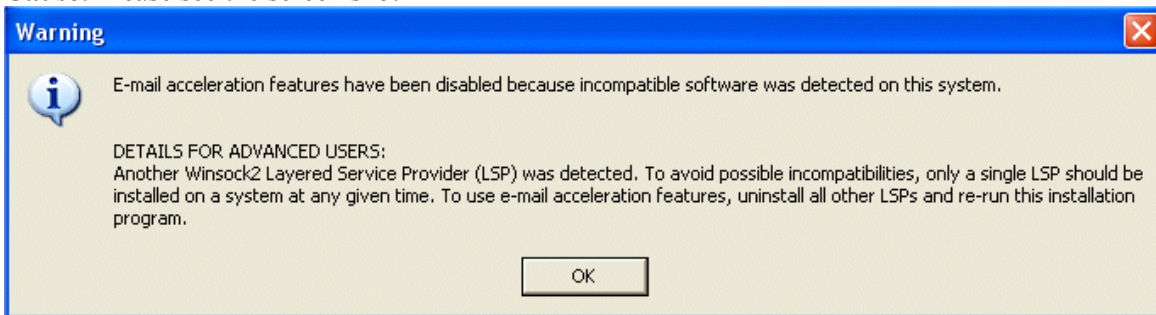 Warning
E-mail acceleration features have been disabled because incompatible software was detected on this system.
DETAILS FOR ADVANCED USERS:
Another Winsock2 Layered Service Provider (LSP) was detected. To avoid possible incompatibilities, only a single LSP should be
installed on a system at any given time. To use e-mail acceleration features, uninstall all other LSPs and re-run this installation
program.
OK